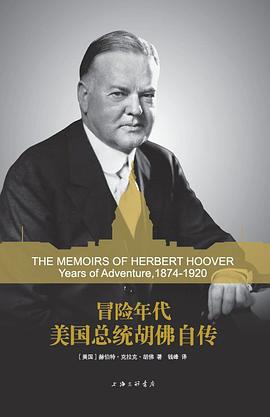 THE MEMOIRS OF HERBERT HOOVER
Years of Adventure,1874-1920
冒险年代
美国总统胡佛自传
［美国］赫伯特·克拉克·胡佛 著　钱峰 译
上海三联书店